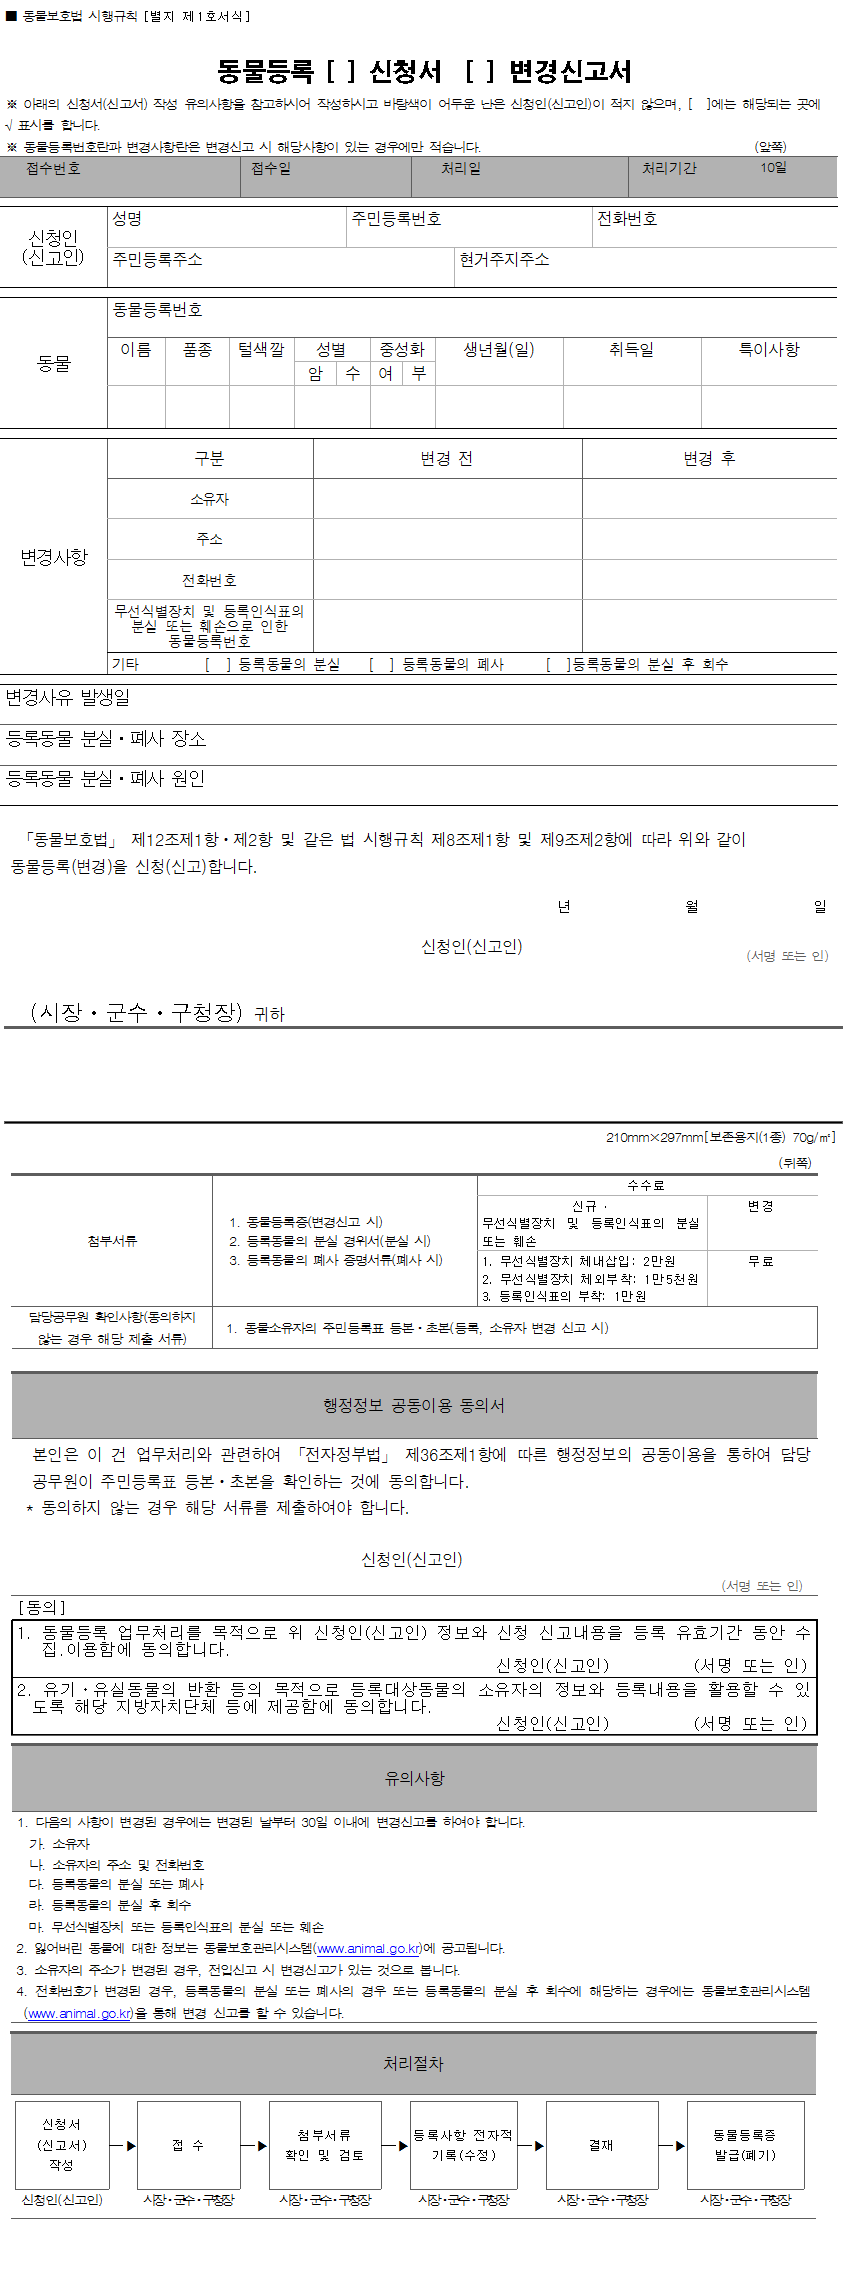 ■ 동물보호법 시행규칙 [별지 제1호서식]
동물등록 [ ] 신청서 [ ] 변경신고서
※ 아래의 신청서(신고서) 작성 유의사항을 참고하시어 작성하시고 바탕색이 어두운 난은 신청인(신고인)이 적지 않으며, [ ]에는 해당되는 곳에
√ 표시를 합니다.
※ 동물등록번호란과 변경사항란은 변경신고 시 해당사항이 있는 경우에만 적습니다. (앞쪽)
접수번호 접수일 처리일 처리기간 10일
신청인
(신고인)
성명 주민등록번호 전화번호
주민등록주소 현거주지주소
동물
동물등록번호
이름 품종 털색깔 성별 중성화 생년월(일) 취득일 특이사항
암 수 여 부
변경사항
구분 변경 전 변경 후
소유자
주소
전화번호
무선식별장치 및 등록인식표의
분실 또는 훼손으로 인한
동물등록번호
기타 [ ] 등록동물의 분실 [ ] 등록동물의 폐사 [ ]등록동물의 분실 후 회수
변경사유 발생일
등록동물 분실·폐사 장소
등록동물 분실·폐사 원인
「동물보호법」 제12조제1항·제2항 및 같은 법 시행규칙 제8조제1항 및 제9조제2항에 따라 위와 같이
동물등록(변경)을 신청(신고)합니다.
년 월 일
신청인(신고인) (서명 또는 인)
(시장·군수·구청장) 귀하
210mm×297mm[보존용지(1종) 70g/㎡]
(뒤쪽)
첨부서류
1. 동물등록증(변경신고 시)
2. 등록동물의 분실 경위서(분실 시)
3. 등록동물의 폐사 증명서류(폐사 시)
수수료
신규·
무선식별장치 및 등록인식표의 분실
또는 훼손
변경
1. 무선식별장치 체내삽입: 2만원
2. 무선식별장치 체외부착: 1만5천원
3. 등록인식표의 부착: 1만원
무료
담당공무원 확인사항(동의하지
않는 경우 해당 제출 서류)
1. 동물소유자의 주민등록표 등본·초본(등록, 소유자 변경 신고 시)
행정정보 공동이용 동의서
본인은 이 건 업무처리와 관련하여 「전자정부법」 제36조제1항에 따른 행정정보의 공동이용을 통하여 담당
공무원이 주민등록표 등본·초본을 확인하는 것에 동의합니다.
* 동의하지 않는 경우 해당 서류를 제출하여야 합니다.
신청인(신고인)
(서명 또는 인)
[동의]
1. 동물등록 업무처리를 목적으로 위 신청인(신고인) 정보와 신청 신고내용을 등록 유효기간 동안 수
집.이용함에 동의합니다.
신청인(신고인) (서명 또는 인)
2. 유기·유실동물의 반환 등의 목적으로 등록대상동물의 소유자의 정보와 등록내용을 활용할 수 있
도록 해당 지방자치단체 등에 제공함에 동의합니다.
신청인(신고인) (서명 또는 인)
유의사항
1. 다음의 사항이 변경된 경우에는 변경된 날부터 30일 이내에 변경신고를 하여야 합니다.
가. 소유자
나. 소유자의 주소 및 전화번호
다. 등록동물의 분실 또는 폐사
라. 등록동물의 분실 후 회수
마. 무선식별장치 또는 등록인식표의 분실 또는 훼손
2. 잃어버린 동물에 대한 정보는 동물보호관리시스템(www.animal.go.kr)에 공고됩니다.
3. 소유자의 주소가 변경된 경우, 전입신고 시 변경신고가 있는 것으로 봅니다.
4. 전화번호가 변경된 경우, 등록동물의 분실 또는 폐사의 경우 또는 등록동물의 분실 후 회수에 해당하는 경우에는 동물보호관리시스템
(www.animal.go.kr)을 통해 변경 신고를 할 수 있습니다.
처리절차
신청서
(신고서)
작성
▶
접 수
▶
첨부서류
확인 및 검토
▶
등록사항 전자적
기록(수정)
▶
결재
▶
동물등록증
발급(폐기)
신청인(신고인) 시장·군수·구청장 시장·군수·구청장 시장·군수·구청장 시장·군수·구청장 시장·군수·구청장